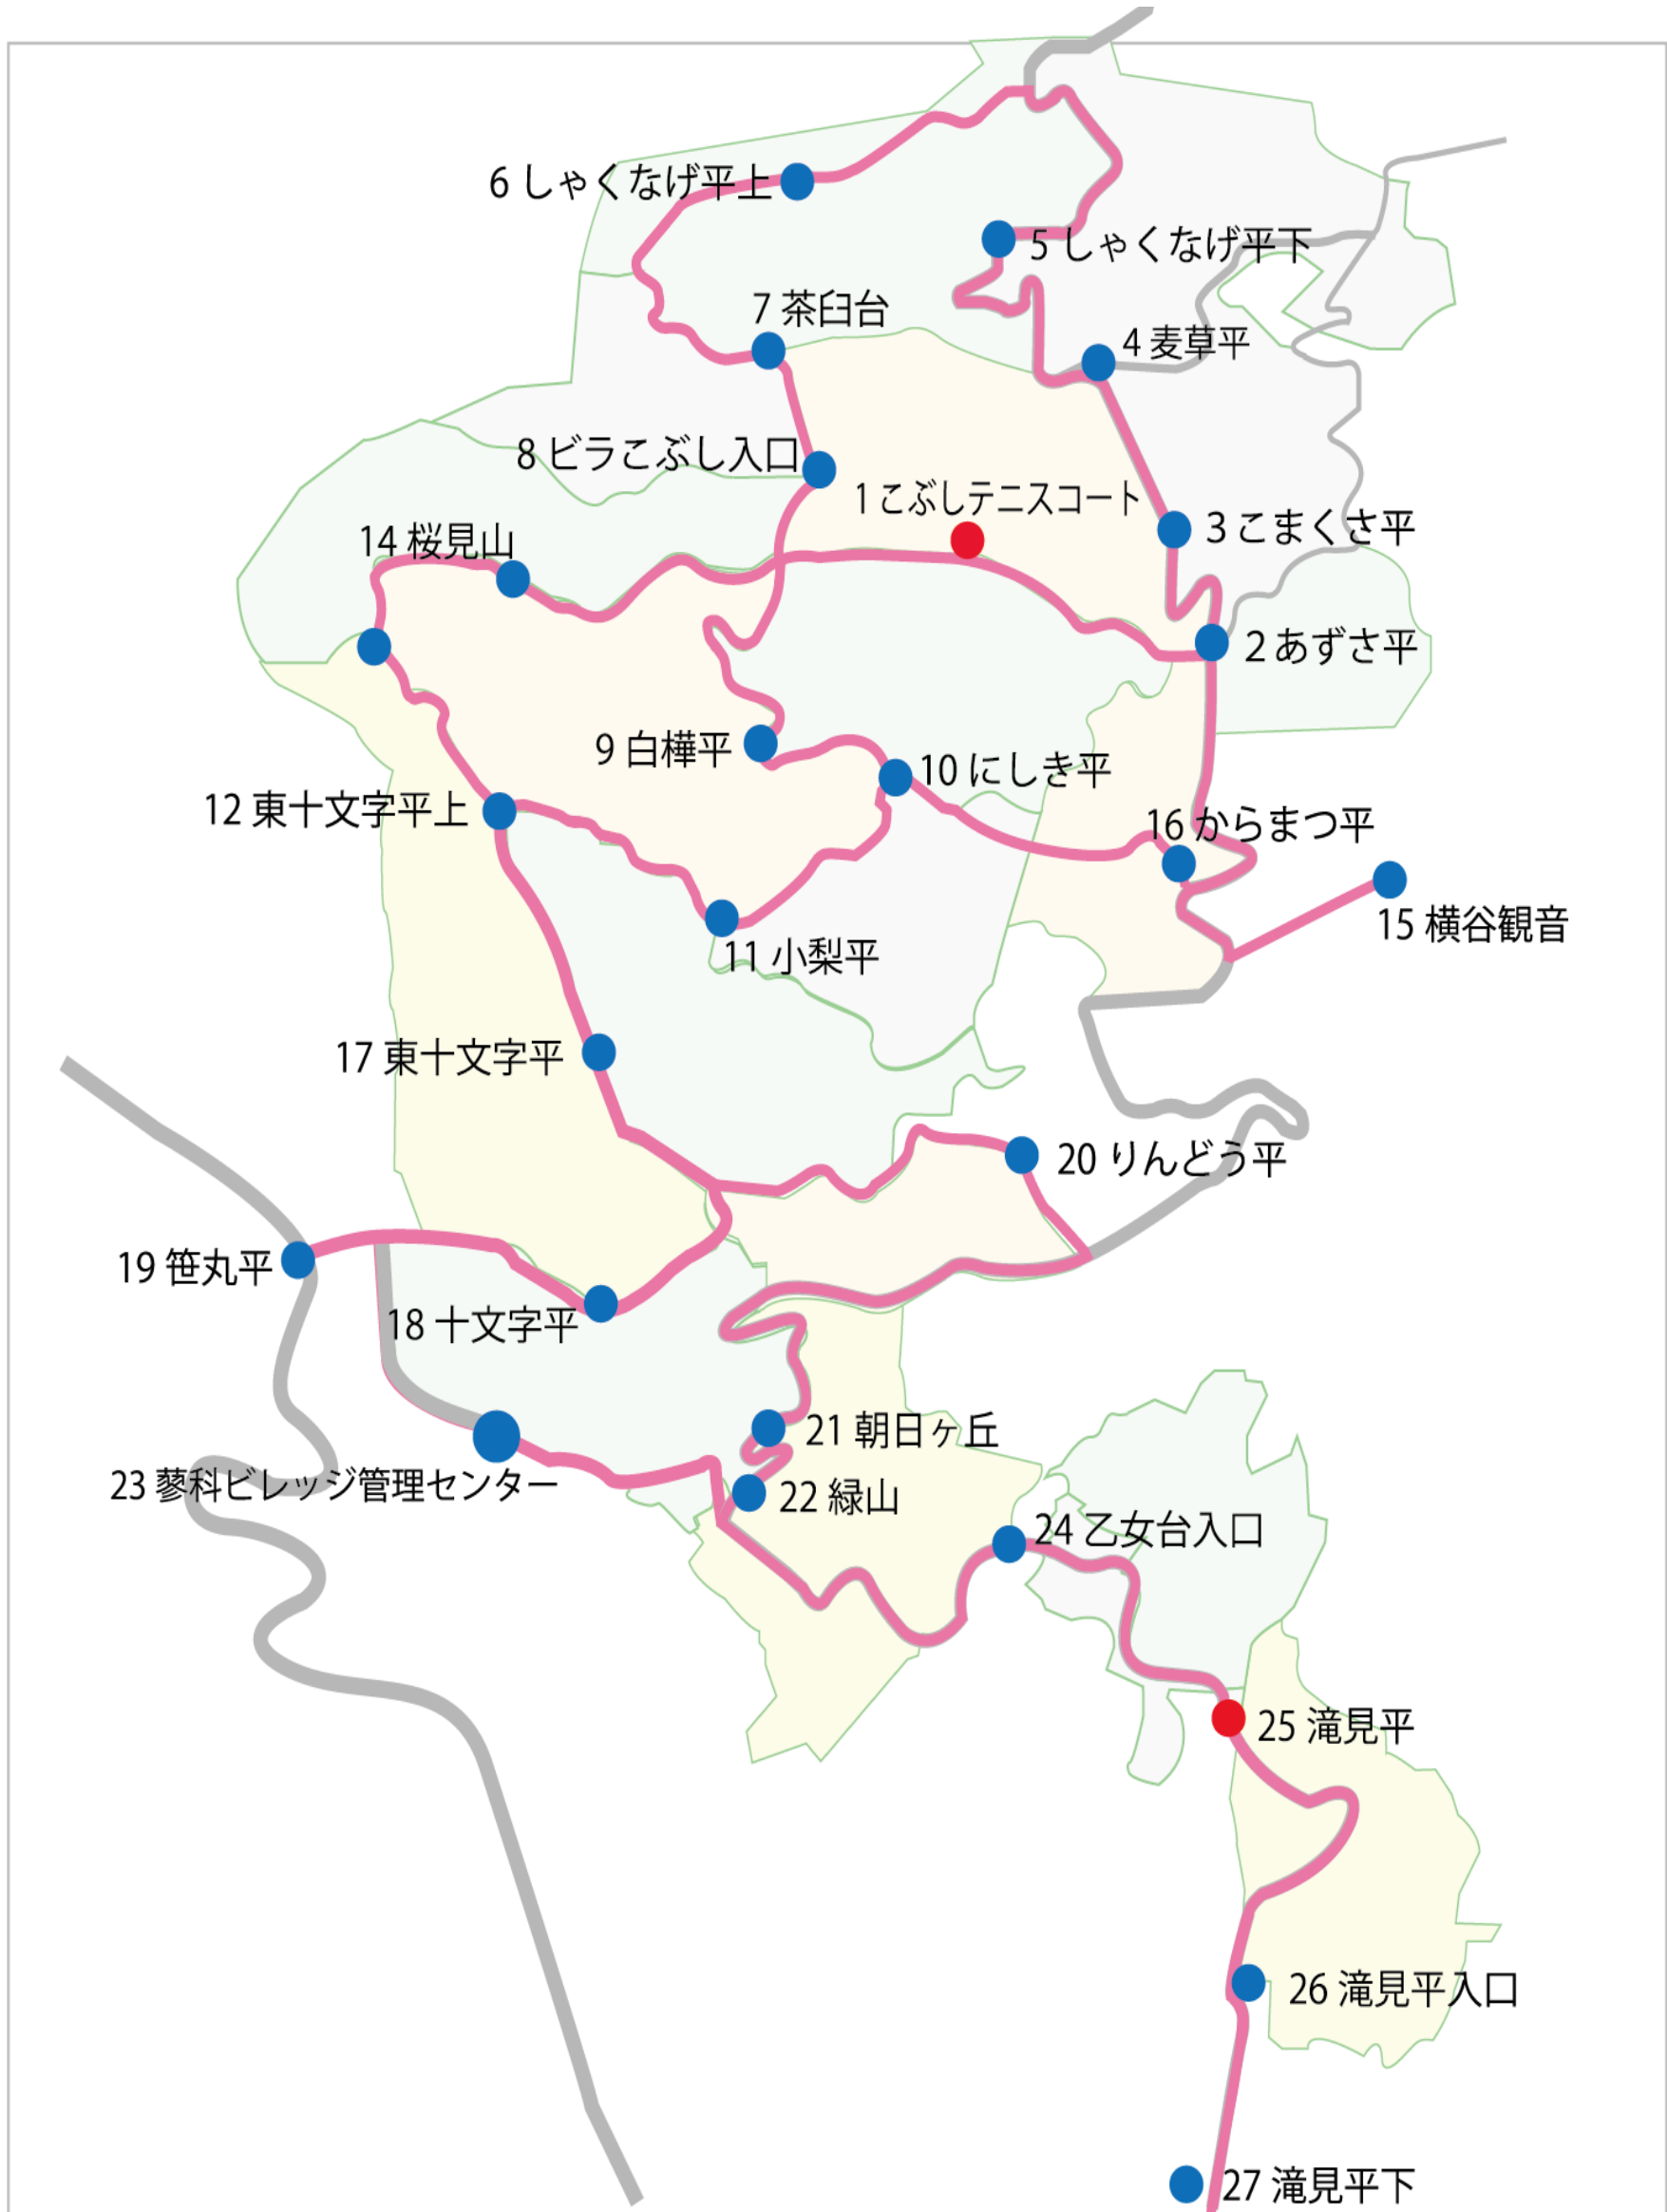 6 しゃくなげ平上
5 しゃくなげ平下
7 茶臼台
4 麦草平
8 ビラこぶし入口
1 こぶしテニスコート
3 こまくさ平
14 桜見山
2 あずさ平
9 白樺平
10 にしき平
12 東十文字平上
16 からまつ平
15 横谷観音
11 小梨平
17 東十文字平
20 りんどう平
19 笹丸平
18 十文字平
21 朝日ヶ丘
23 蓼科ビレッジ管理センター
22 緑山
24 乙女台入口
25 滝見平
26 滝見平入口
27 滝見平下